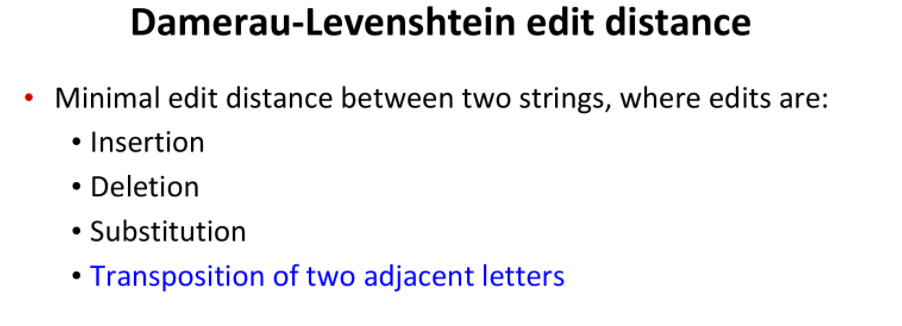 Damerau-Levenshtein edit distance
• Minimal edit distance between two strings, where edits are:
• Insertion
• Deletion
• Substitution
• Transposition of two adjacent letters